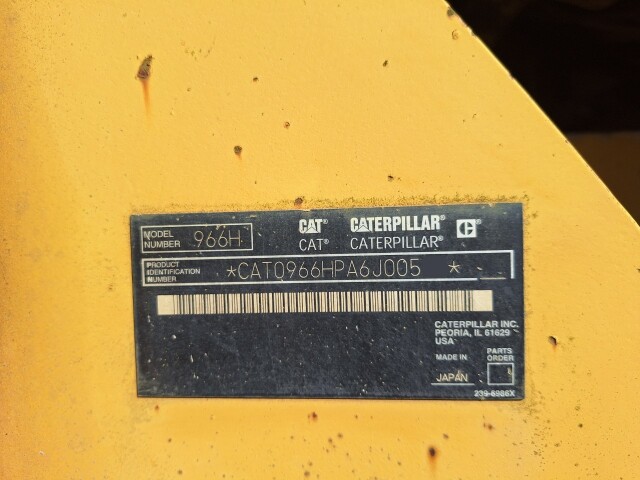 MODEL NUMBER 966H
CAT® CATERPILLAR®
CAT® CATERPILLAR®
PRODUCT IDENTIFICATION NUMBER *CAT0966HPA6J005 *
CATERPILLAR INC.
PEORIA, IL 61629
USA
MADE IN
JAPAN
PARTS ORDER
239-8986X